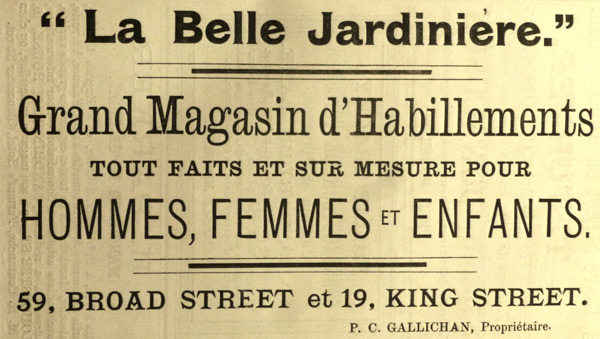 “ La Belle Jardinière.”
Grand Magasin d'Habillements
TOUT FAITS ET SUR MESURE POUR
HOMMES, FEMMES ET ENFANTS.
59, BROAD STREET et 19, KING STREET.
P. C. GALLICHAN, Propriétaire.